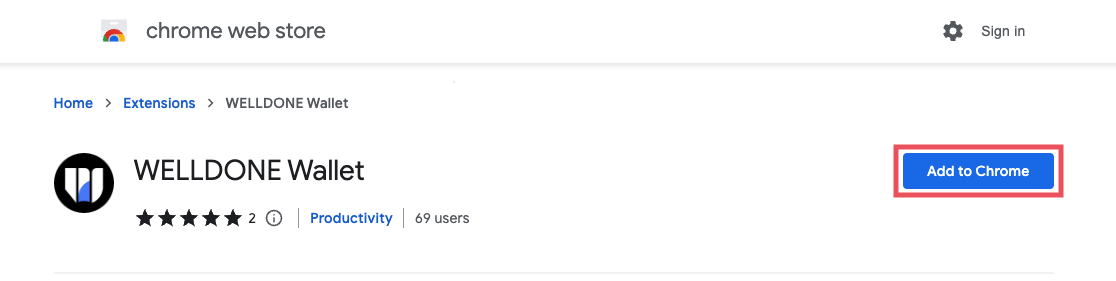 chrome web store
Sign in
Home > Extensions > WELLDONE Wallet
WELLDONE Wallet
Add to Chrome
2 Productivity 69 users